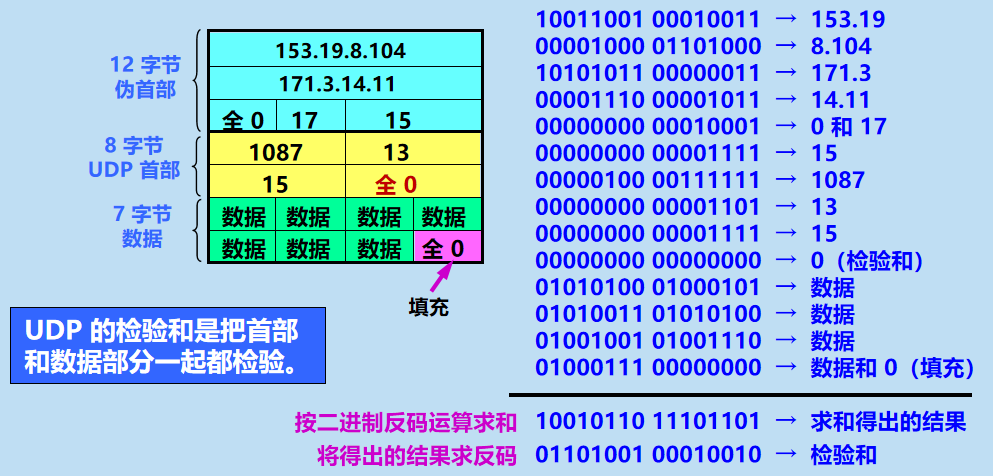 12 字节
伪首部
153.19.8.104
171.3.14.11
全 0 17 15
8 字节
UDP 首部
1087 13
15 全 0
7 字节
数据
数据 数据 数据 数据
数据 数据 数据 全 0
填充
UDP 的检验和是把首部
和数据部分一起都检验。
10011001 00010011 → 153.19
00001000 01101000 → 8.104
10101011 00000011 → 171.3
00001110 00001011 → 14.11
00000000 00010001 → 0 和 17
00000000 00001111 → 15
00000100 00111111 → 1087
00000000 00001101 → 13
00000000 00001111 → 15
00000000 00000000 → 0（检验和）
01010100 01000101 → 数据
01010011 01010100 → 数据
01001001 01001110 → 数据
01000111 00000000 → 数据和 0（填充）
按二进制反码运算求和 10010110 11101101 → 求和得出的结果
将得出的结果求反码 01101001 00010010 → 检验和